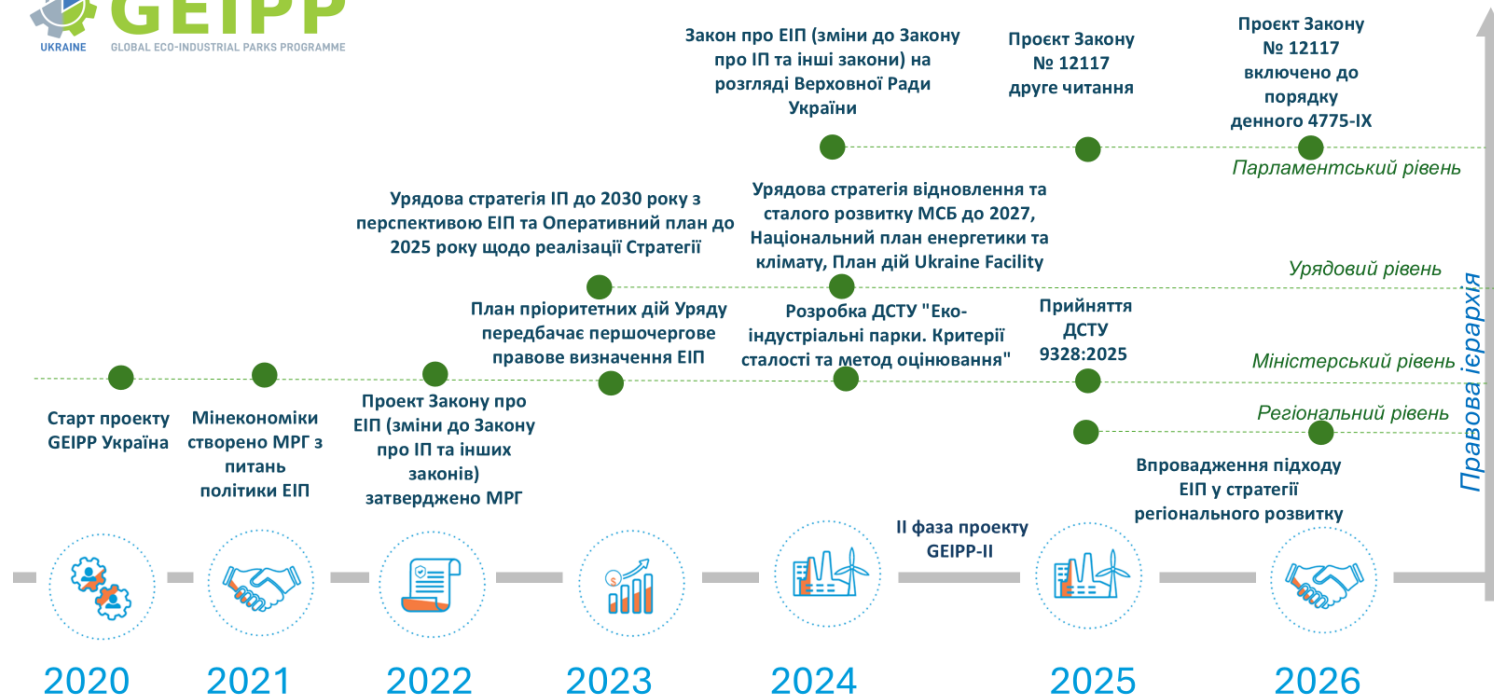 GEIPP
UKRAINE
GLOBAL ECO-INDUSTRIAL PARKS PROGRAMME
Закон про ЕІП (зміни до Закону
про ІП та інші закони) на
розгляді Верховної Ради
України
Проєкт Закону
№ 12117
друге читання
Проєкт Закону
№ 12117
включено до
порядку
денного 4775-IX
Парламентський рівень
Урядова стратегія ІП до 2030 року з
перспективою ЕІП та Оперативний план до
2025 року щодо реалізації Стратегії
Урядова стратегія відновлення та
сталого розвитку МСБ до 2027,
Національний план енергетики та
клімату, План дій Ukraine Facility
Урядовий рівень
План пріоритетних дій Уряду
передбачає першочергове
правове визначення ЕІП
Розробка ДСТУ "Еко-
індустріальні парки. Критерії
сталості та метод оцінювання"
Прийняття
ДСТУ
9328:2025
Міністерський рівень
Старт проекту
GEIPP Україна
Мінекономіки
створено МРГ з
питань
політики ЕІП
Проект Закону про
ЕІП (зміни до Закону
про ІП та інших
законів)
затверджено МРГ
Регіональний рівень
Впровадження підходу
ЕІП у стратегії
регіонального розвитку
Правова ієрархія
ІІ фаза проекту
GEIPP-II
2020
2021
2022
2023
2024
2025
2026